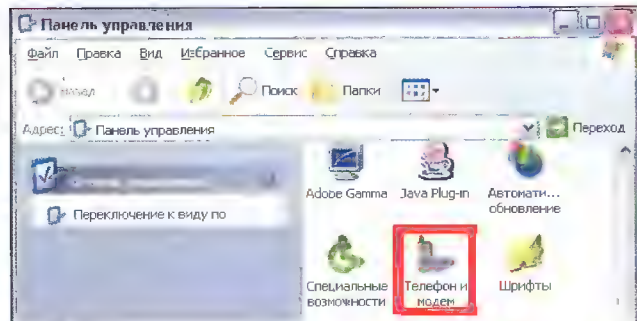 Панель управления
Файл Правка Вид Избранное Сервис Справка
Назад Поиск Папки
Адрес: Панель управления Переход
Adobe Gamma Java Plug-in Автомати...
обновление
Переключение к виду по
Специальные Телефон и Шрифты
возможности модем